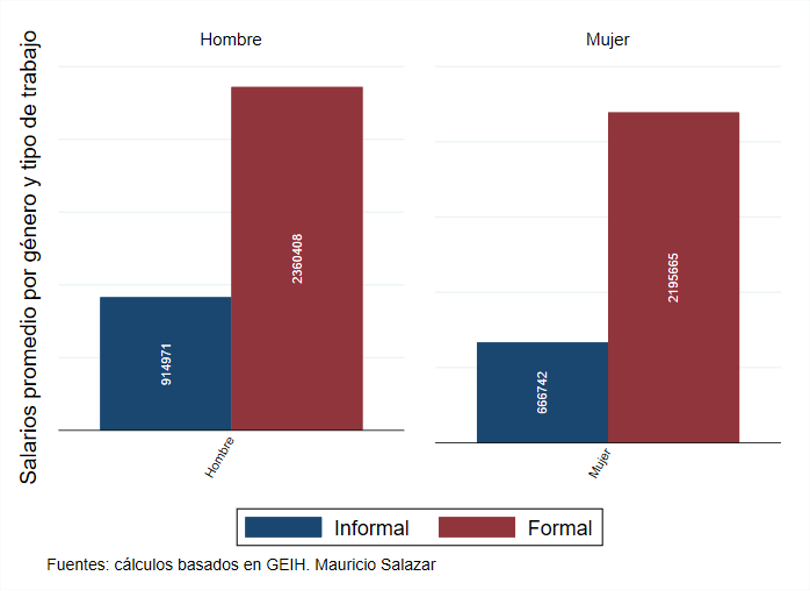 Salarios promedio por género y tipo de trabajo
Hombre
Mujer
914971
2360408
666742
2195665
Hombre
Mujer
Informal
Formal
Fuentes: cálculos basados en GEIH. Mauricio Salazar